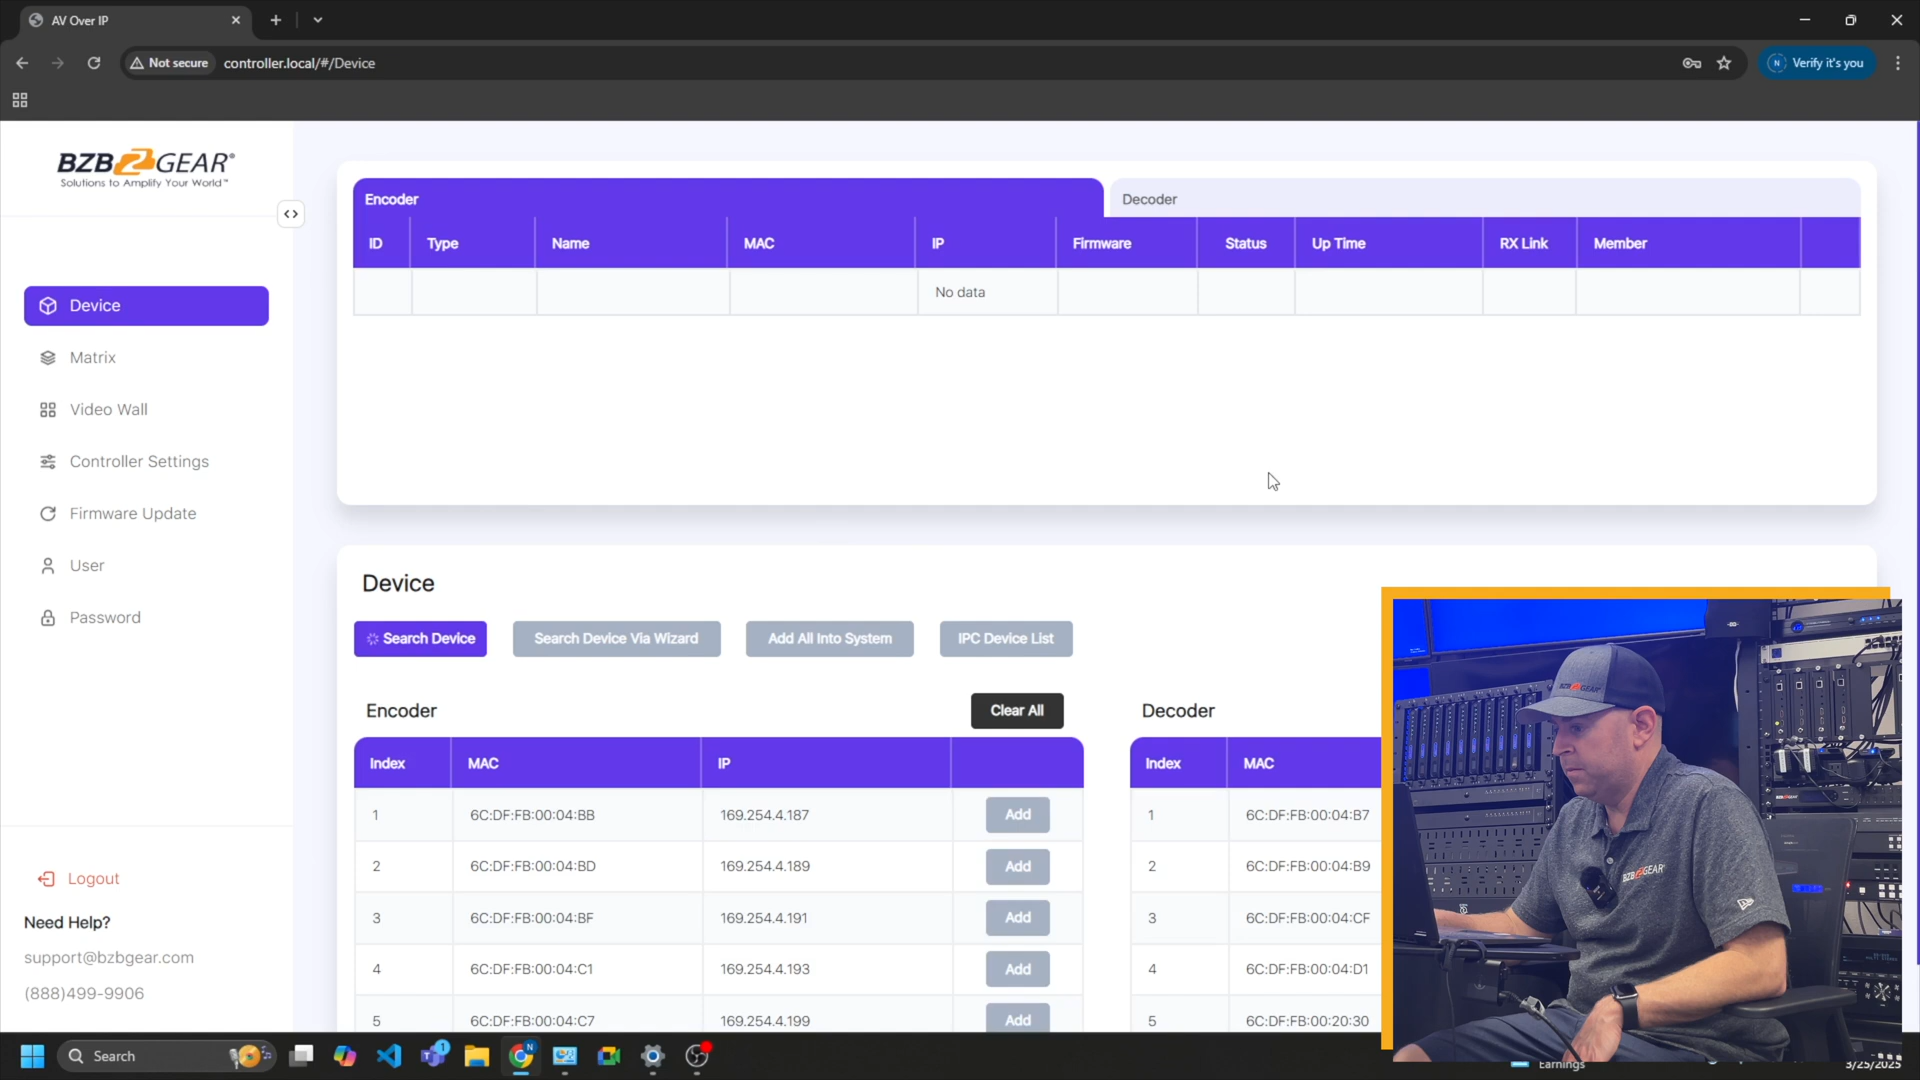 AV Over IP
Not secure
controller.local/#/Device
N
Verify it's you
BZBGEAR®
Solutions to Amplify Your World™
Device
Matrix
Video Wall
Controller Settings
Firmware Update
User
Password
Logout
Need Help?
support@bzbgear.com
(888)499-9906
Encoder
Decoder
ID Type Name MAC IP Firmware Status Up Time RX Link Member
No data
Device
Search Device
Search Device Via Wizard
Add All Into System
IPC Device List
Encoder
Clear All
Index MAC IP
1 6C:DF:FB:00:04:BB 169.254.4.187 Add
2 6C:DF:FB:00:04:BD 169.254.4.189 Add
3 6C:DF:FB:00:04:BF 169.254.4.191 Add
4 6C:DF:FB:00:04:C1 169.254.4.193 Add
5 6C:DF:FB:00:04:C7 169.254.4.199 Add
Decoder
Index MAC
1 6C:DF:FB:00:04:B7
2 6C:DF:FB:00:04:B9
3 6C:DF:FB:00:04:CF
4 6C:DF:FB:00:04:D1
5 6C:DF:FB:00:20:30
BZBGEAR
BZBGEAR®
Search
1
N
Earnings
3/25/2025